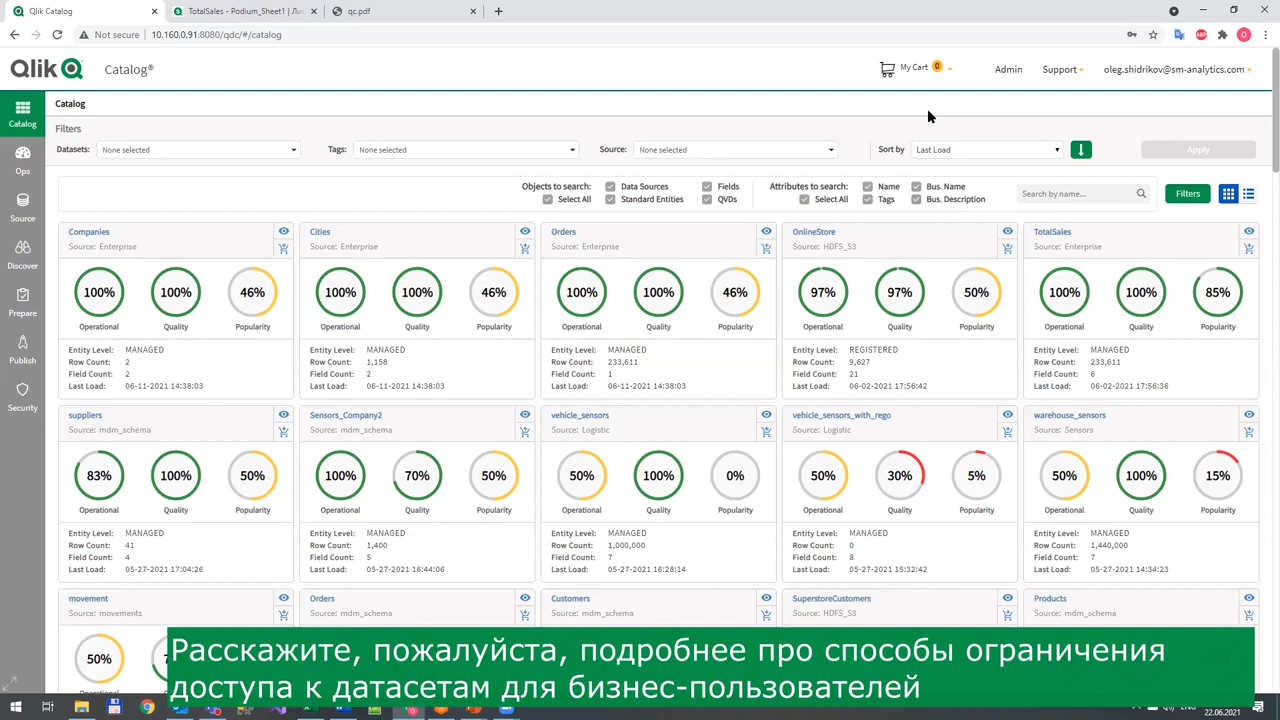 Qlik Catalog
TotalSales - Podium_Sheet1 | Лис
qc.pdf
Not secure | 10.160.0.91:8080/qdc/#/catalog
Qlik Catalog®
My Cart 0
Admin
Support
oleg.shidrikov@sm-analytics.com
Catalog
Catalog
Filters
Datasets: None selected Tags: None selected Source: None selected Sort by Last Load Apply
Ops
Source
Discover
Prepare
Publish
Security
Objects to search: Data Sources Fields Attributes to search: Name Bus. Name
Select All Standard Entities QVDs Select All Tags Bus. Description
Search by name...
Filters
Companies
Source: Enterprise
100% 100% 46%
Operational Quality Popularity
Entity Level: MANAGED
Row Count: 2
Field Count: 2
Last Load: 06-11-2021 14:38:03
Cities
Source: Enterprise
100% 100% 46%
Operational Quality Popularity
Entity Level: MANAGED
Row Count: 1,158
Field Count: 2
Last Load: 06-11-2021 14:38:03
Orders
Source: Enterprise
100% 100% 46%
Operational Quality Popularity
Entity Level: MANAGED
Row Count: 233,611
Field Count: 1
Last Load: 06-11-2021 14:38:03
OnlineStore
Source: HDFS_S3
97% 97% 50%
Operational Quality Popularity
Entity Level: REGISTERED
Row Count: 9,627
Field Count: 21
Last Load: 06-02-2021 17:56:42
TotalSales
Source: Enterprise
100% 100% 85%
Operational Quality Popularity
Entity Level: MANAGED
Row Count: 233,611
Field Count: 6
Last Load: 06-02-2021 17:56:36
suppliers
Source: mdm_schema
83% 100% 50%
Operational Quality Popularity
Entity Level: MANAGED
Row Count: 41
Field Count: 4
Last Load: 05-27-2021 17:04:26
Sensors_Company2
Source: mdm_schema
100% 70% 50%
Operational Quality Popularity
Entity Level: MANAGED
Row Count: 1,400
Field Count: 5
Last Load: 05-27-2021 16:44:06
vehicle_sensors
Source: Logistic
50% 100% 0%
Operational Quality Popularity
Entity Level: MANAGED
Row Count: 1,000,000
Field Count: 7
Last Load: 05-27-2021 16:28:14
vehicle_sensors_with_rego
Source: Logistic
50% 30% 5%
Operational Quality Popularity
Entity Level: MANAGED
Row Count: 0
Field Count: 8
Last Load: 05-27-2021 15:32:42
warehouse_sensors
Source: Sensors
50% 100% 15%
Operational Quality Popularity
Entity Level: MANAGED
Row Count: 1,440,000
Field Count: 7
Last Load: 05-27-2021 14:34:23
movement
Source: movements
50%
Orders
Source: mdm_schema
Customers
Source: mdm_schema
SuperstoreCustomers
Source: HDFS_S3
Products
Source: mdm_schema
Расскажите, пожалуйста, подробнее про способы ограничения
доступа к датасетам для бизнес-пользователей
22.06.2021